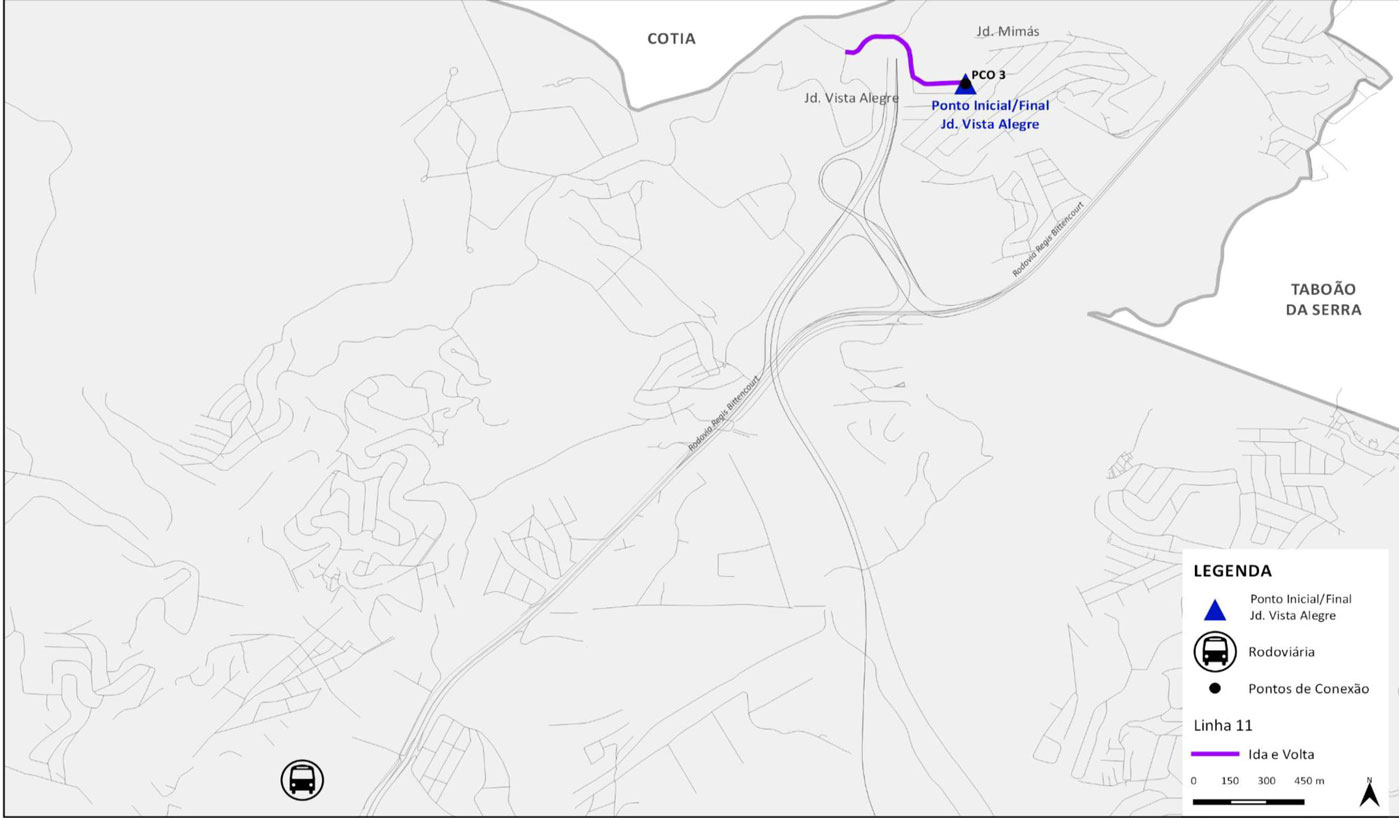 COTIA
Jd. Mimás
PCO 3
Jd. Vista Alegre
Ponto Inicial/Final
Jd. Vista Alegre
Rodovia Regis Bittencourt
TABOÃO
DA SERRA
Rodovia Regis Bittencourt
LEGENDA
Ponto Inicial/Final
Jd. Vista Alegre
Rodoviária
Pontos de Conexão
Linha 11
Ida e Volta
0 150 300 450 m
N